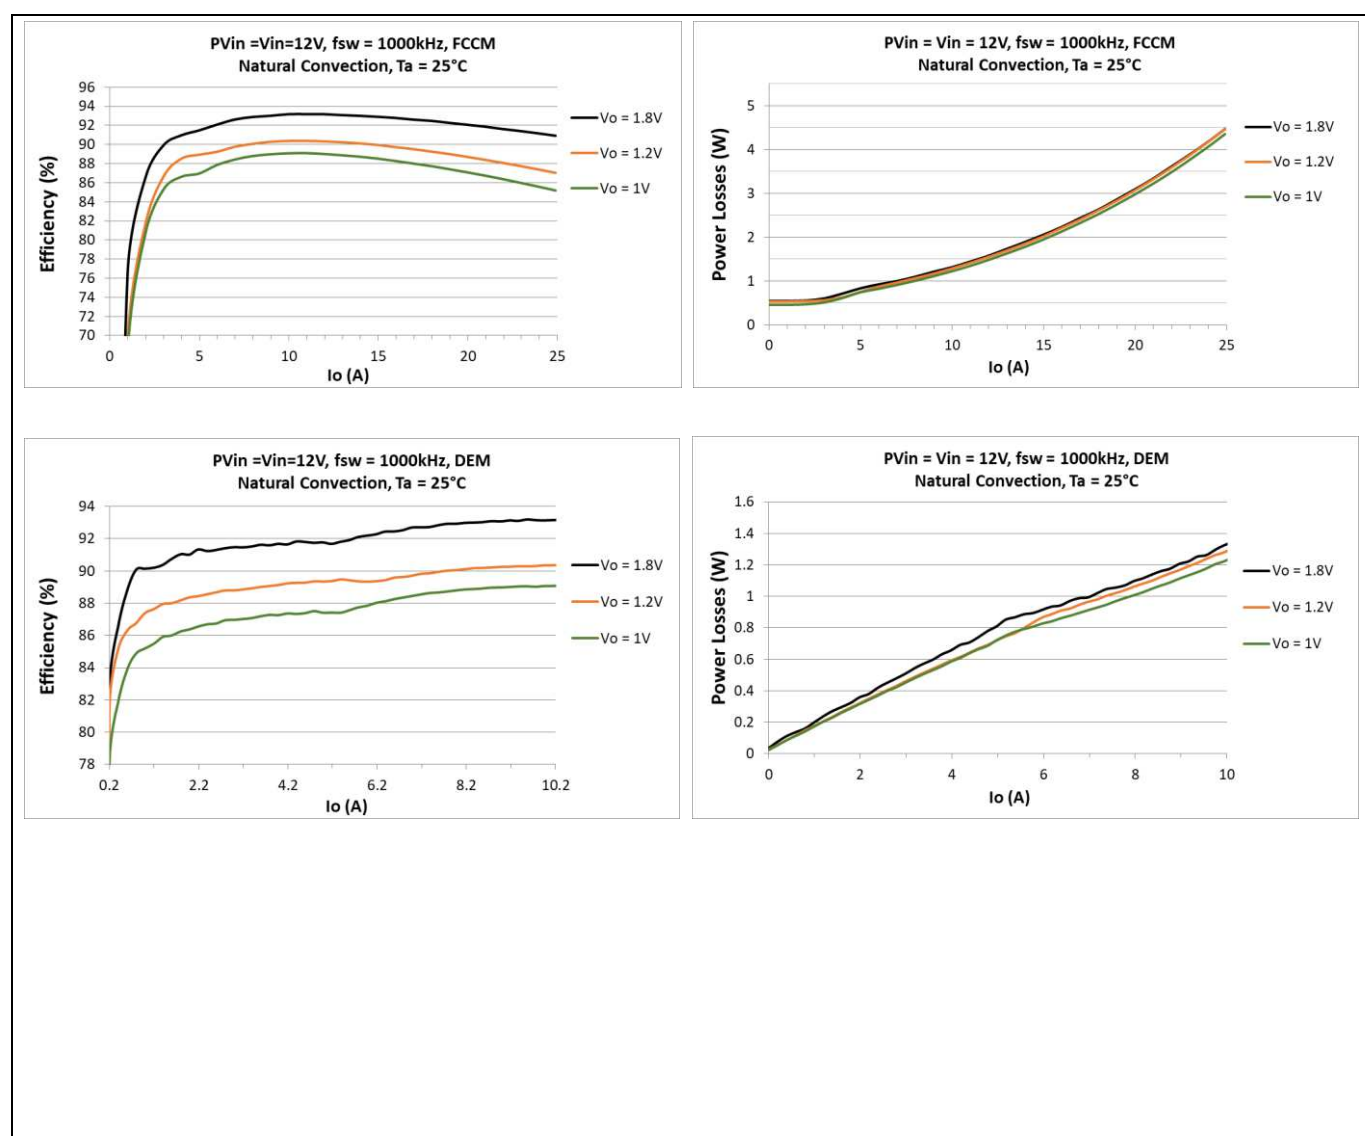 PVin =Vin=12V, fsw = 1000kHz, FCCM
Natural Convection, Ta = 25°C
Efficiency (%)
96
94
92
90
88
86
84
82
80
78
76
74
72
70
0 5 10 15 20 25
Io (A)
Vo = 1.8V
Vo = 1.2V
Vo = 1V
PVin = Vin = 12V, fsw = 1000kHz, FCCM
Natural Convection, Ta = 25°C
Power Losses (W)
5
4
3
2
1
0
0 5 10 15 20 25
Io (A)
Vo = 1.8V
Vo = 1.2V
Vo = 1V
PVin =Vin=12V, fsw = 1000kHz, DEM
Natural Convection, Ta = 25°C
Efficiency (%)
94
92
90
88
86
84
82
80
78
0.2 2.2 4.2 6.2 8.2 10.2
Io (A)
Vo = 1.8V
Vo = 1.2V
Vo = 1V
PVin = Vin = 12V, fsw = 1000kHz, DEM
Natural Convection, Ta = 25°C
Power Losses (W)
1.6
1.4
1.2
1
0.8
0.6
0.4
0.2
0
0 2 4 6 8 10
Io (A)
Vo = 1.8V
Vo = 1.2V
Vo = 1V